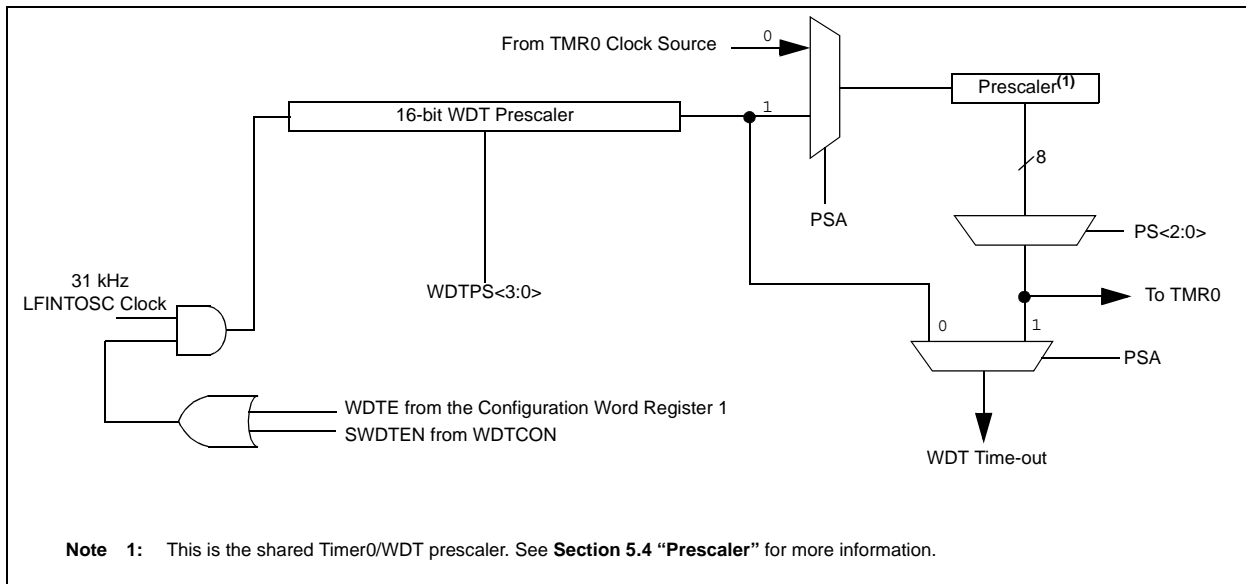 From TMR0 Clock Source
0
Prescaler(1)
16-bit WDT Prescaler
1
8
PSA
PS<2:0>
31 kHz
LFINTOSC Clock
WDTPS<3:0>
To TMR0
0
1
PSA
WDTE from the Configuration Word Register 1
SWDTEN from WDTCON
WDT Time-out
Note 1: This is the shared Timer0/WDT prescaler. See Section 5.4 “Prescaler” for more information.